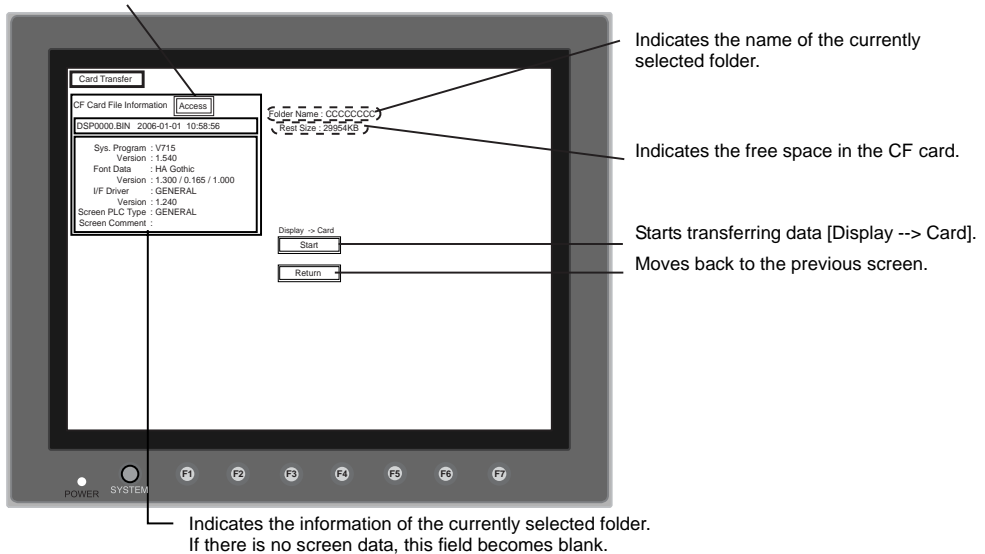 Indicates the name of the currently
selected folder.
Card Transfer
CF Card File Information Access
Folder Name : CCCCCCCC
DSP0000.BIN 2006-01-01 10:58:56
Rest Size : 29954KB
Indicates the free space in the CF card.
Sys. Program : V715
Version : 1.540
Font Data : HA Gothic
Version : 1.300 / 0.165 / 1.000
I/F Driver : GENERAL
Version : 1.240
Screen PLC Type : GENERAL
Screen Comment :
Display -> Card
Start
Starts transferring data [Display --> Card].
Return
Moves back to the previous screen.
POWER SYSTEM F1 F2 F3 F4 F5 F6 F7
Indicates the information of the currently selected folder.
If there is no screen data, this field becomes blank.